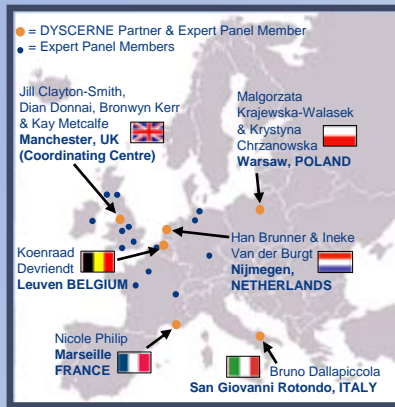 = DYSCERNE Partner & Expert Panel Member
= Expert Panel Members
Jill Clayton-Smith,
Dian Donnai, Bronwyn Kerr
& Kay Metcalfe
Manchester, UK
(Coordinating Centre)
Malgorzata
Krajewska-Walasek
& Krystyna
Chrzanowska
Warsaw, POLAND
Koenraad
Devriendt
Leuven BELGIUM
Han Brunner & Ineke
Van der Burgt
Nijmegen,
NETHERLANDS
Nicole Philip
Marseille
FRANCE
Bruno Dallapiccola
San Giovanni Rotondo, ITALY